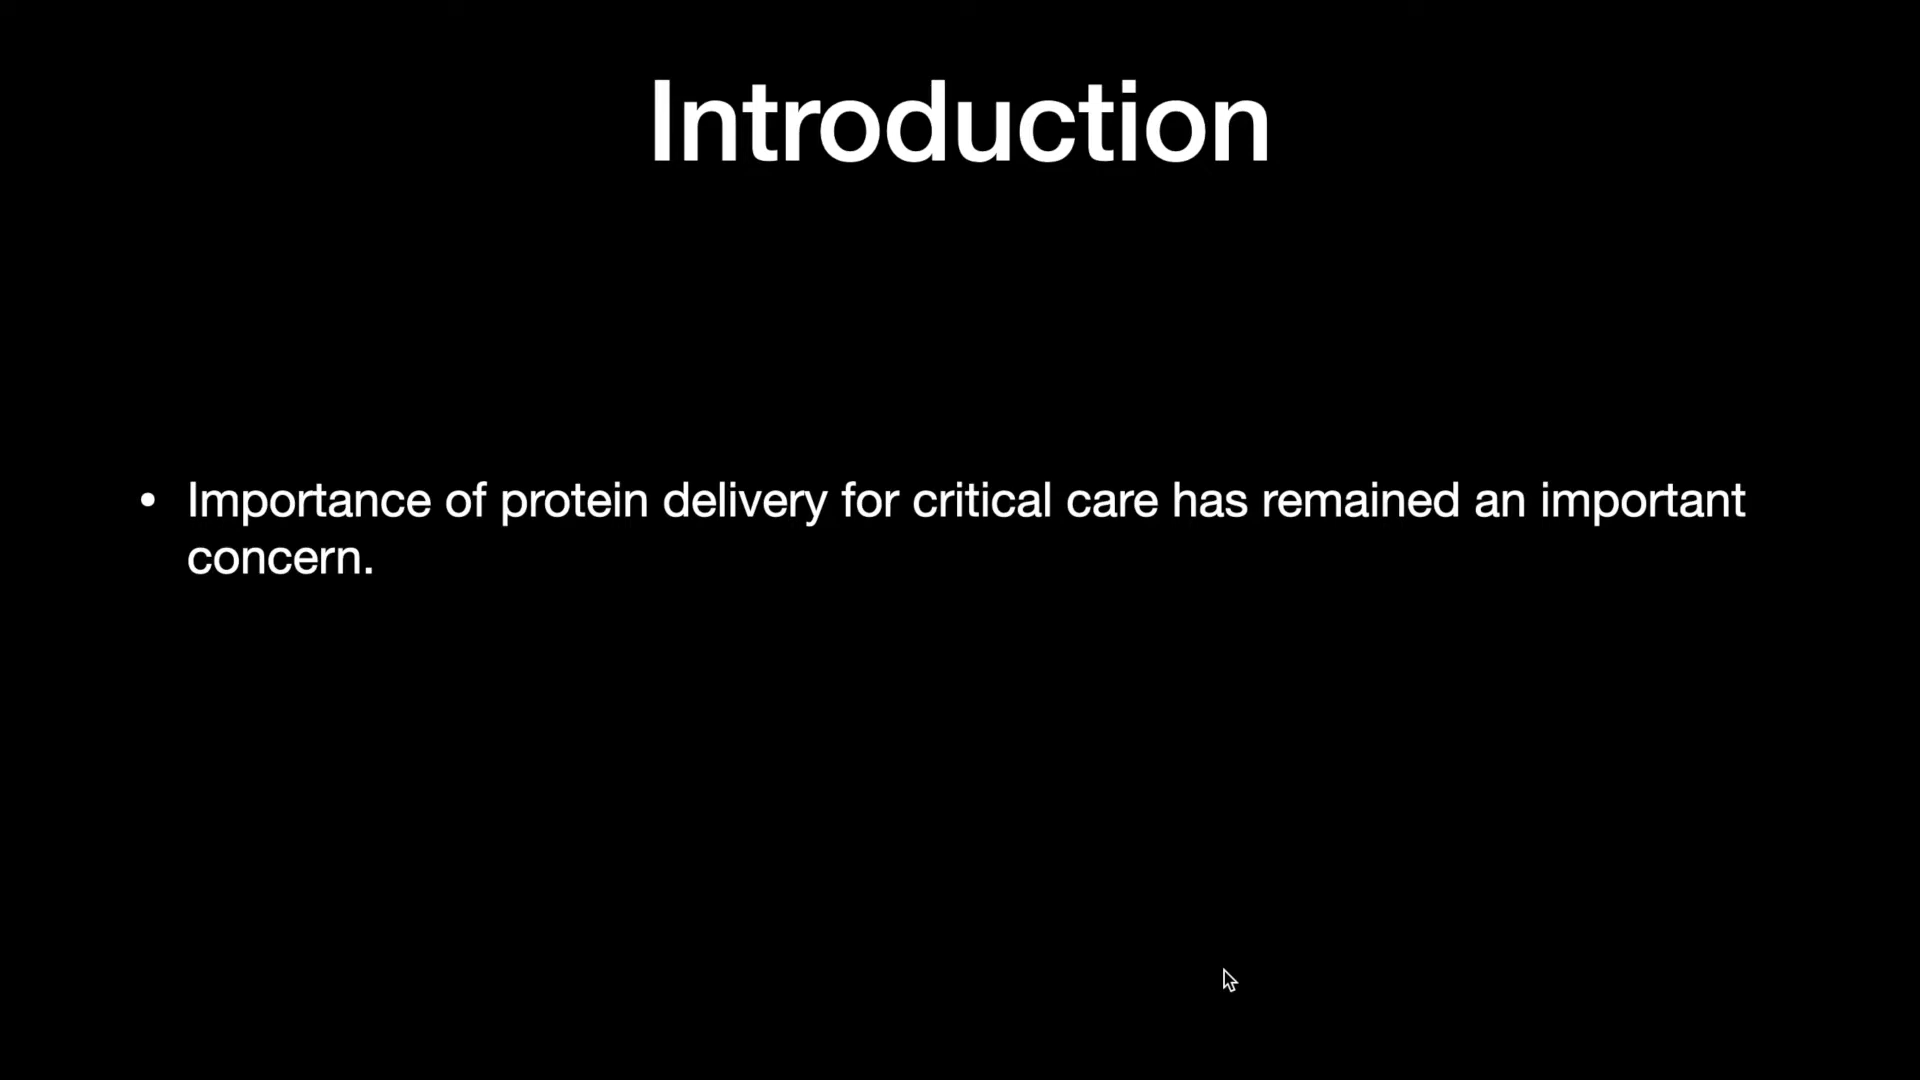 Introduction
• Importance of protein delivery for critical care has remained an important
concern.